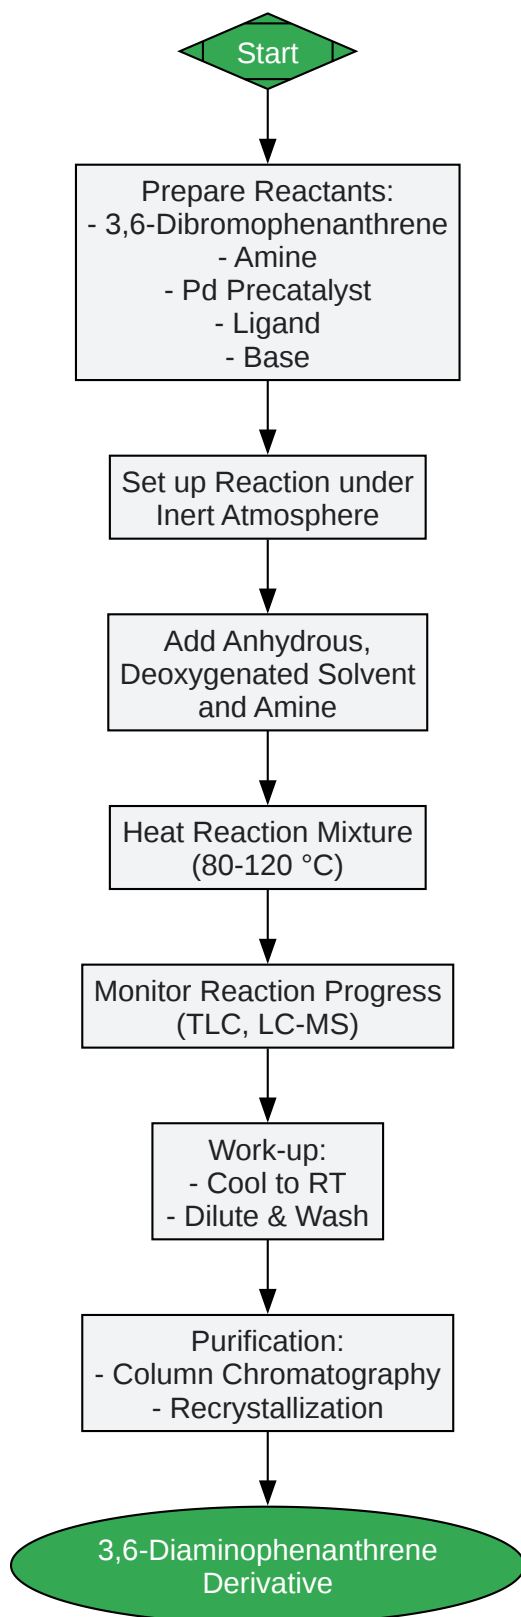 Start
Prepare Reactants:
- 3,6-Dibromophenanthrene
- Amine
- Pd Precatalyst
- Ligand
- Base
Set up Reaction under
Inert Atmosphere
Add Anhydrous,
Deoxygenated Solvent
and Amine
Heat Reaction Mixture
(80-120 °C)
Monitor Reaction Progress
(TLC, LC-MS)
Work-up:
- Cool to RT
- Dilute & Wash
Purification:
- Column Chromatography
- Recrystallization
3,6-Diaminophenanthrene
Derivative